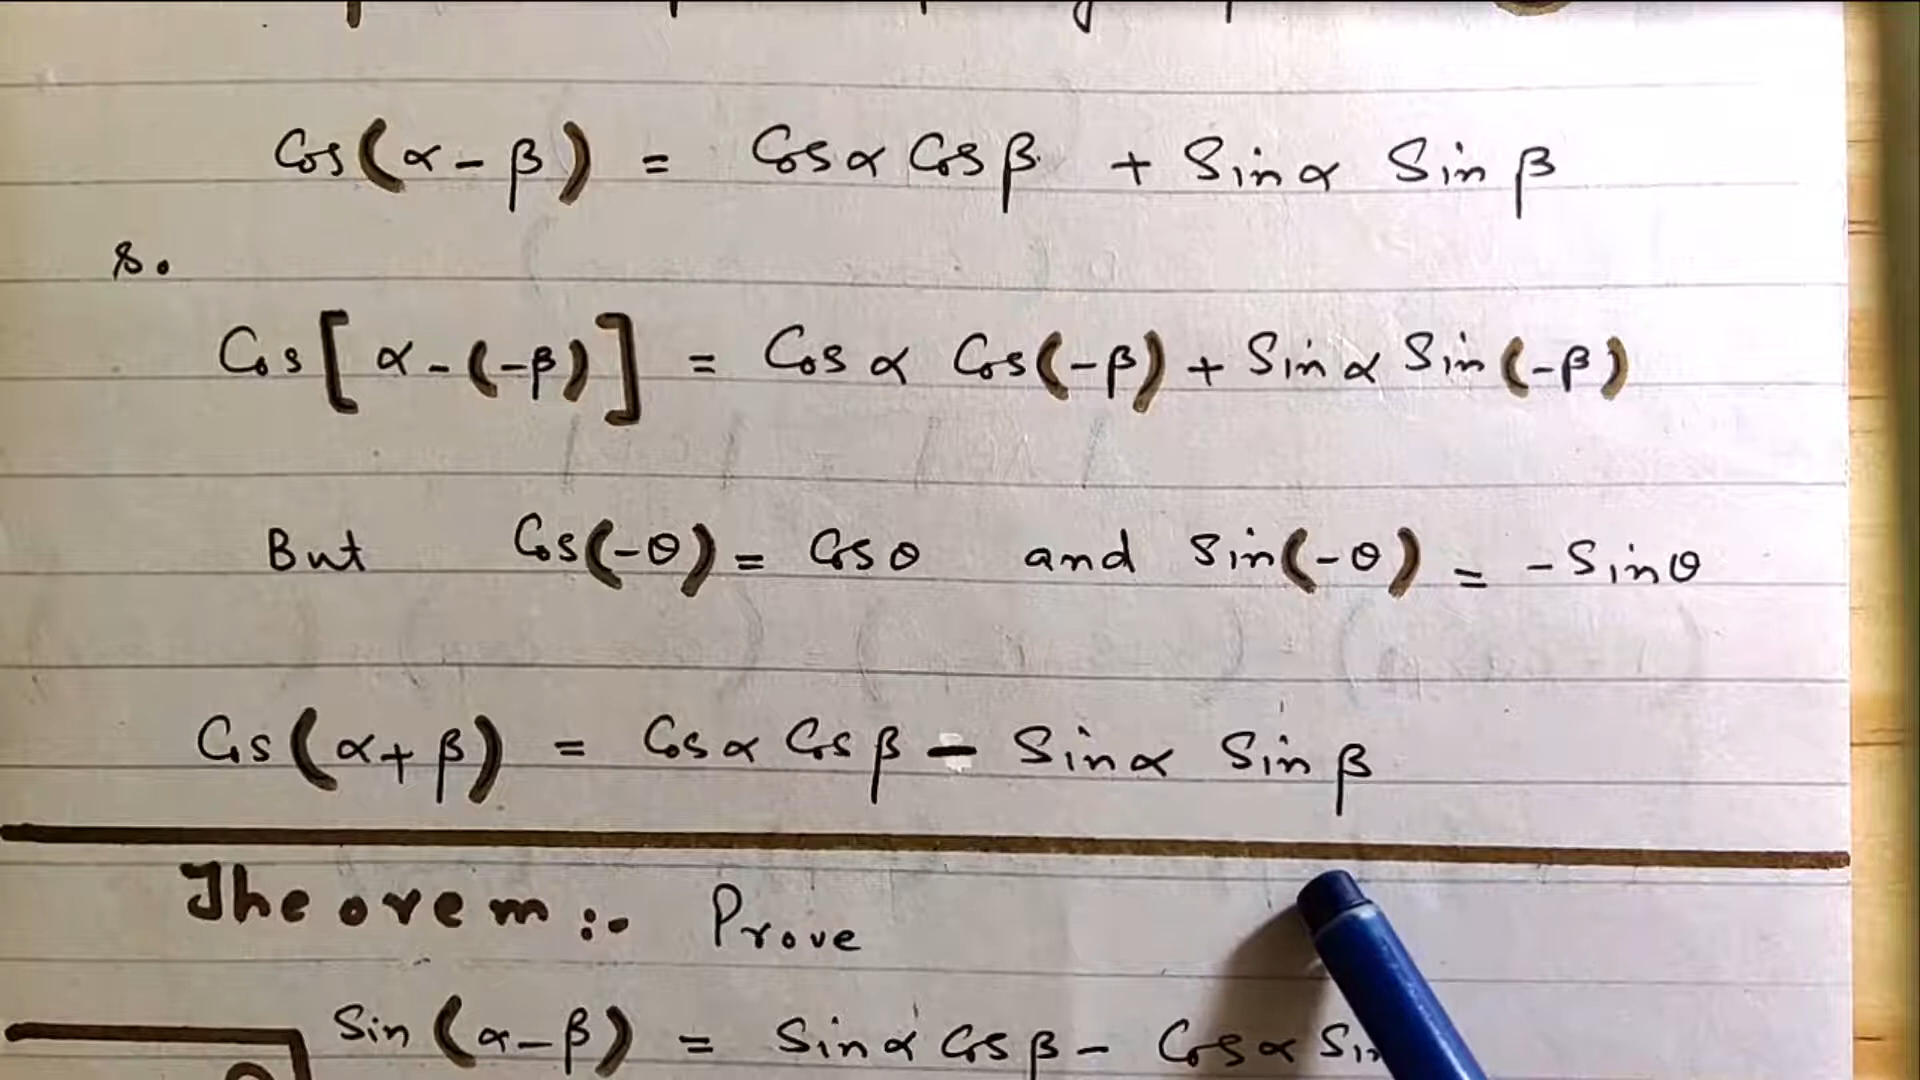 Cos(α-β) = Cosα Cosβ + Sinα Sinβ
So
Cos[α-(-β)] = Cosα Cos(-β) + Sinα Sin(-β)
But Cos(-θ) = Cosθ and Sin(-θ) = -Sinθ
Cos(α+β) = Cosα Cosβ - Sinα Sinβ
Theorem:- Prove
Sin(α-β) = Sinα Cosβ - Cosα